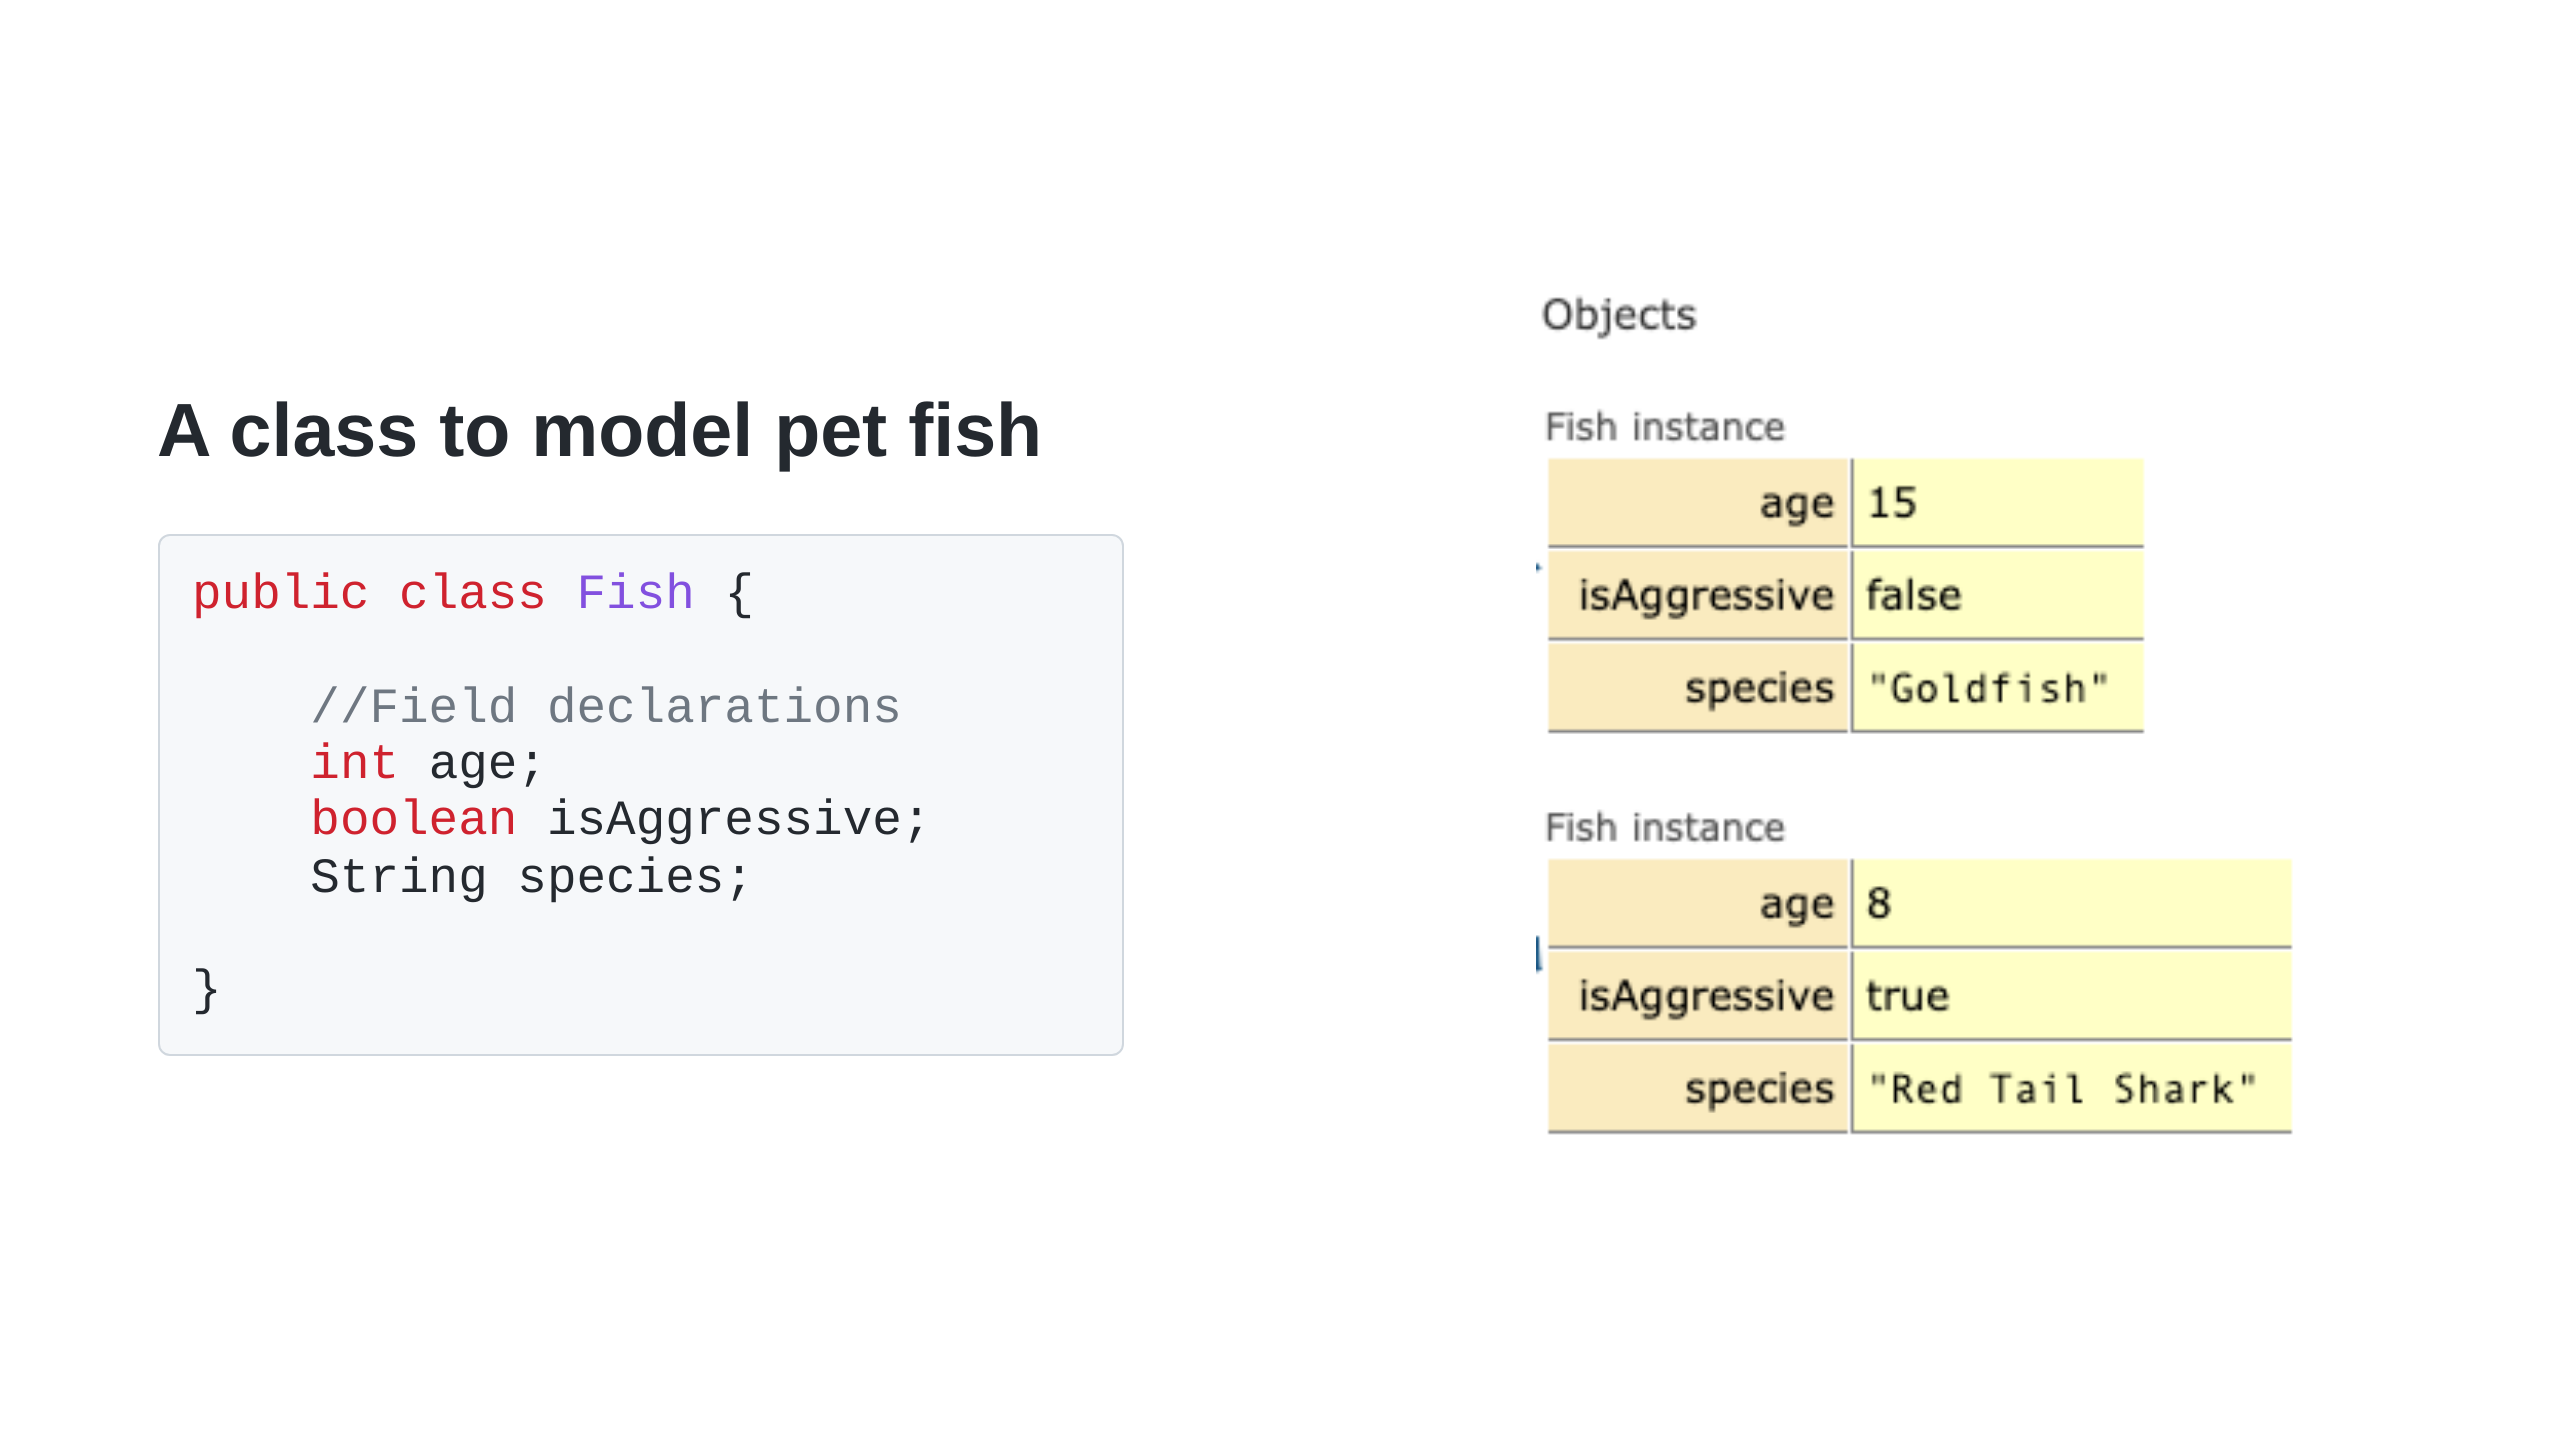 A class to model pet fish
public class Fish {
//Field declarations
int age;
boolean isAggressive;
String species;
}
Objects
Fish instance
age 15
isAggressive false
species "Goldfish"
Fish instance
age 8
isAggressive true
species "Red Tail Shark"